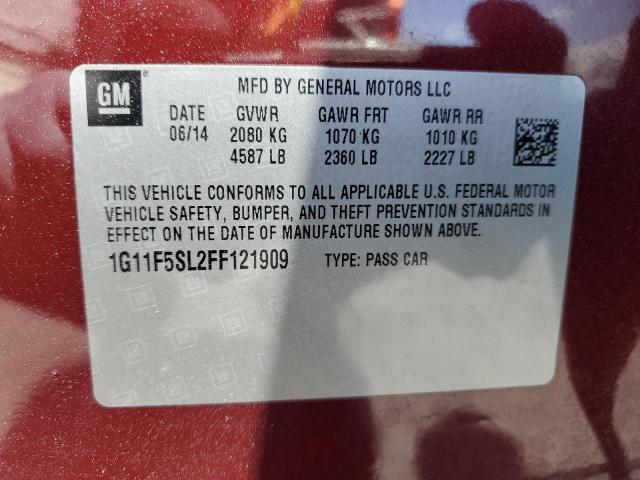 GM ®
MFD BY GENERAL MOTORS LLC
DATE GVWR GAWR FRT GAWR RR
06/14 2080 KG 1070 KG 1010 KG
4587 LB 2360 LB 2227 LB
THIS VEHICLE CONFORMS TO ALL APPLICABLE U.S. FEDERAL MOTOR
VEHICLE SAFETY, BUMPER, AND THEFT PREVENTION STANDARDS IN
EFFECT ON THE DATE OF MANUFACTURE SHOWN ABOVE.
1G11F5SL2FF121909 TYPE: PASS CAR